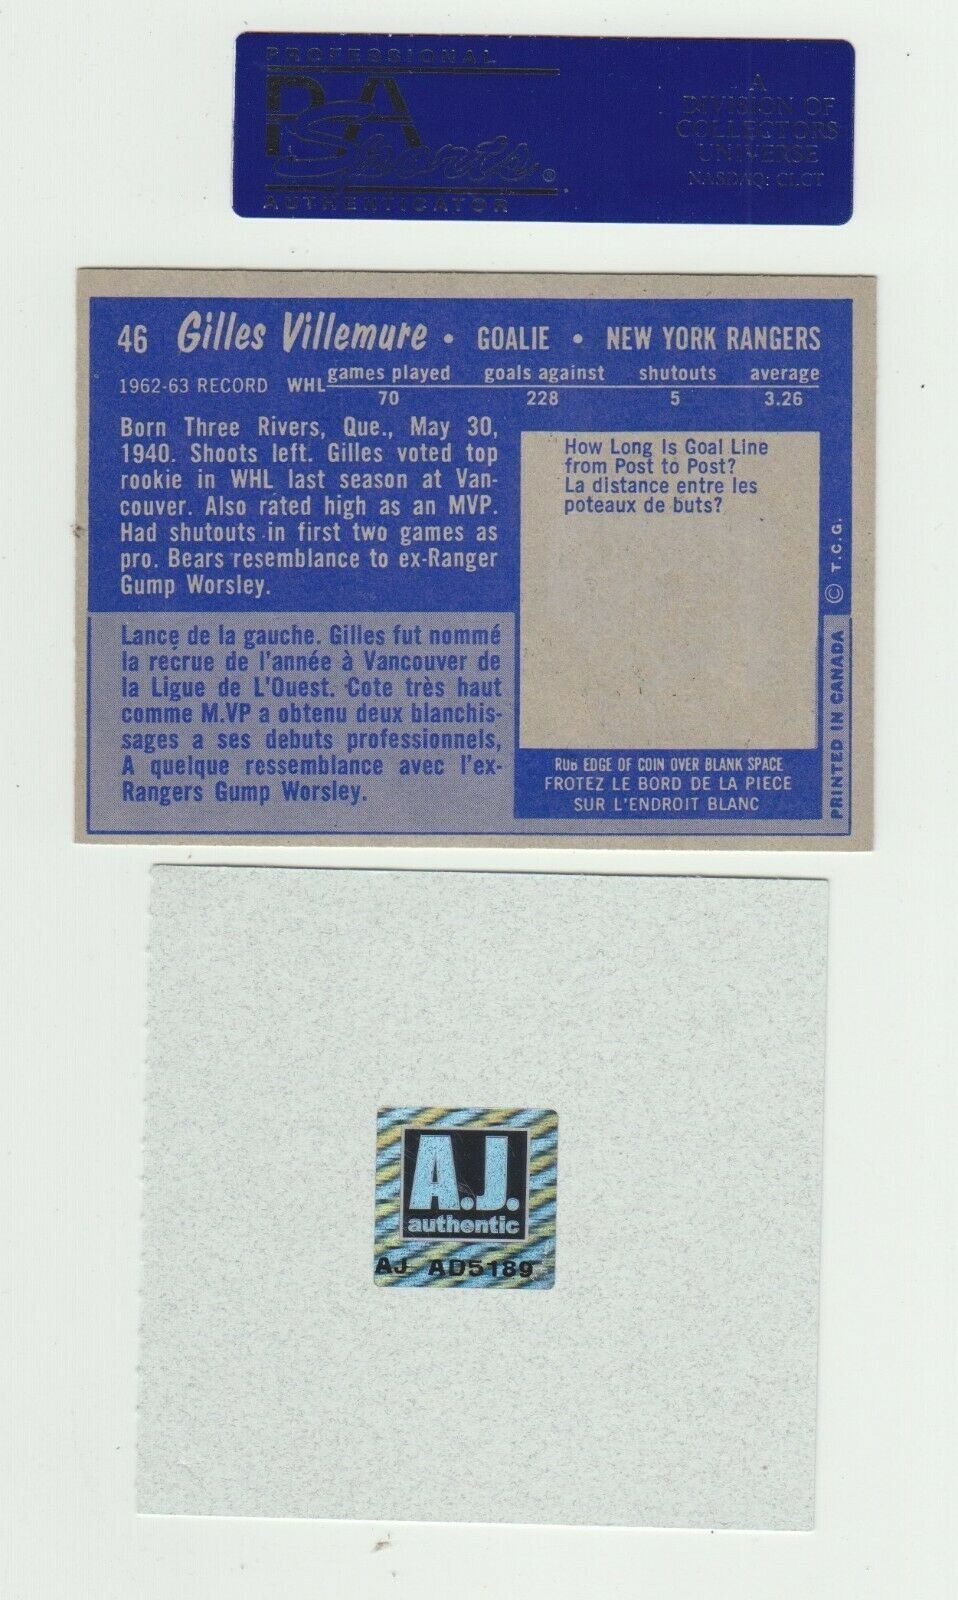 PROFESSIONAL
PSA
Sports®
AUTHENTICATOR
A
DIVISION OF
COLLECTORS
UNIVERSE
NASDAQ: CLCT
46 Gilles Villemure • GOALIE • NEW YORK RANGERS
games played goals against shutouts average
1962-63 RECORD WHL 70 228 5 3.26
Born Three Rivers, Que., May 30,
1940. Shoots left. Gilles voted top
rookie in WHL last season at Van-
couver. Also rated high as an MVP.
Had shutouts in first two games as
pro. Bears resemblance to ex-Ranger
Gump Worsley.
Lance de la gauche. Gilles fut nommé
la recrue de l'année à Vancouver de
la Ligue de L'Ouest. Cote très haut
comme M.VP a obtenu deux blanchis-
sages a ses debuts professionnels,
A quelque ressemblance avec l'ex-
Rangers Gump Worsley.
How Long Is Goal Line
from Post to Post?
La distance entre les
poteaux de buts?
RUB EDGE OF COIN OVER BLANK SPACE
FROTEZ LE BORD DE LA PIECE
SUR L'ENDROIT BLANC
© T.C.G.
PRINTED IN CANADA
A.J.
authentic
AJ AD5189